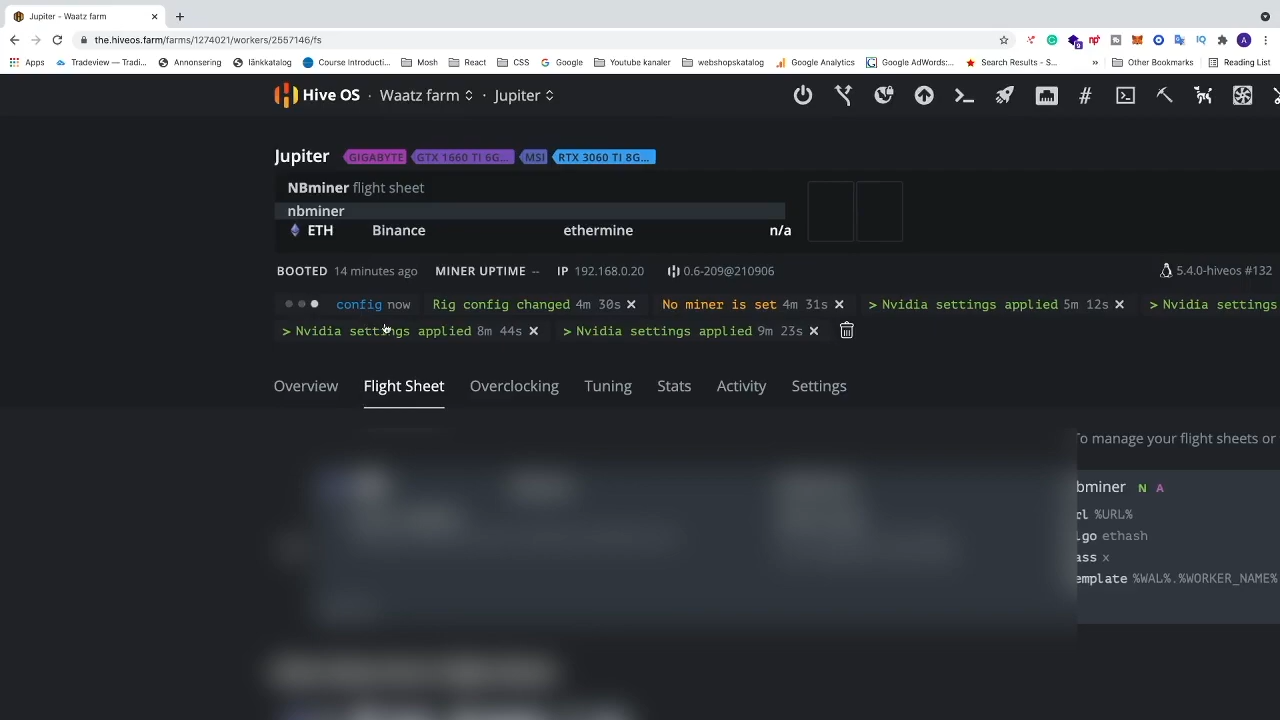 Jupiter - Waatz farm
the.hiveos.farm/farms/1274021/workers/2557146/fs
Apps Tradeview – Tradi... Annonsering länkkatalog Course Introducti... Mosh React CSS Google Youtube kanaler webshopskatalog Google Analytics Google AdWords:... Search Results - S... » Other Bookmarks Reading List
Hive OS · Waatz farm · Jupiter
Jupiter GIGABYTE GTX 1660 TI 6G... MSI RTX 3060 TI 8G...
NBminer flight sheet
nbminer
ETH Binance ethermine n/a
BOOTED 14 minutes ago MINER UPTIME -- IP 192.168.0.20 0.6-209@210906 5.4.0-hiveos #132
config now Rig config changed 4m 30s No miner is set 4m 31s > Nvidia settings applied 5m 12s > Nvidia settings
> Nvidia settings applied 8m 44s > Nvidia settings applied 9m 23s
Overview Flight Sheet Overclocking Tuning Stats Activity Settings
To manage your flight sheets or
bminer N A
rl %URL%
lgo ethash
ass x
emplate %WAL%.%WORKER_NAME%